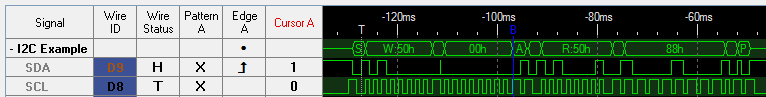 Signal Wire ID Wire Status Pattern A Edge A Cursor A -120ms -100ms -80ms -60ms
T B
- I2C Example • S W:50h 00h A R:50h 88h P
SDA D9 H X 1
SCL D8 T X 0